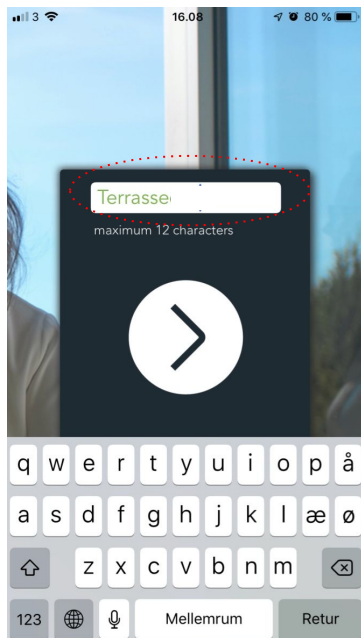 3 16.08 80 %
Terrasse
maximum 12 characters
q w e r t y u i o p å
a s d f g h j k l æ ø
z x c v b n m
123 Mellemrum Retur